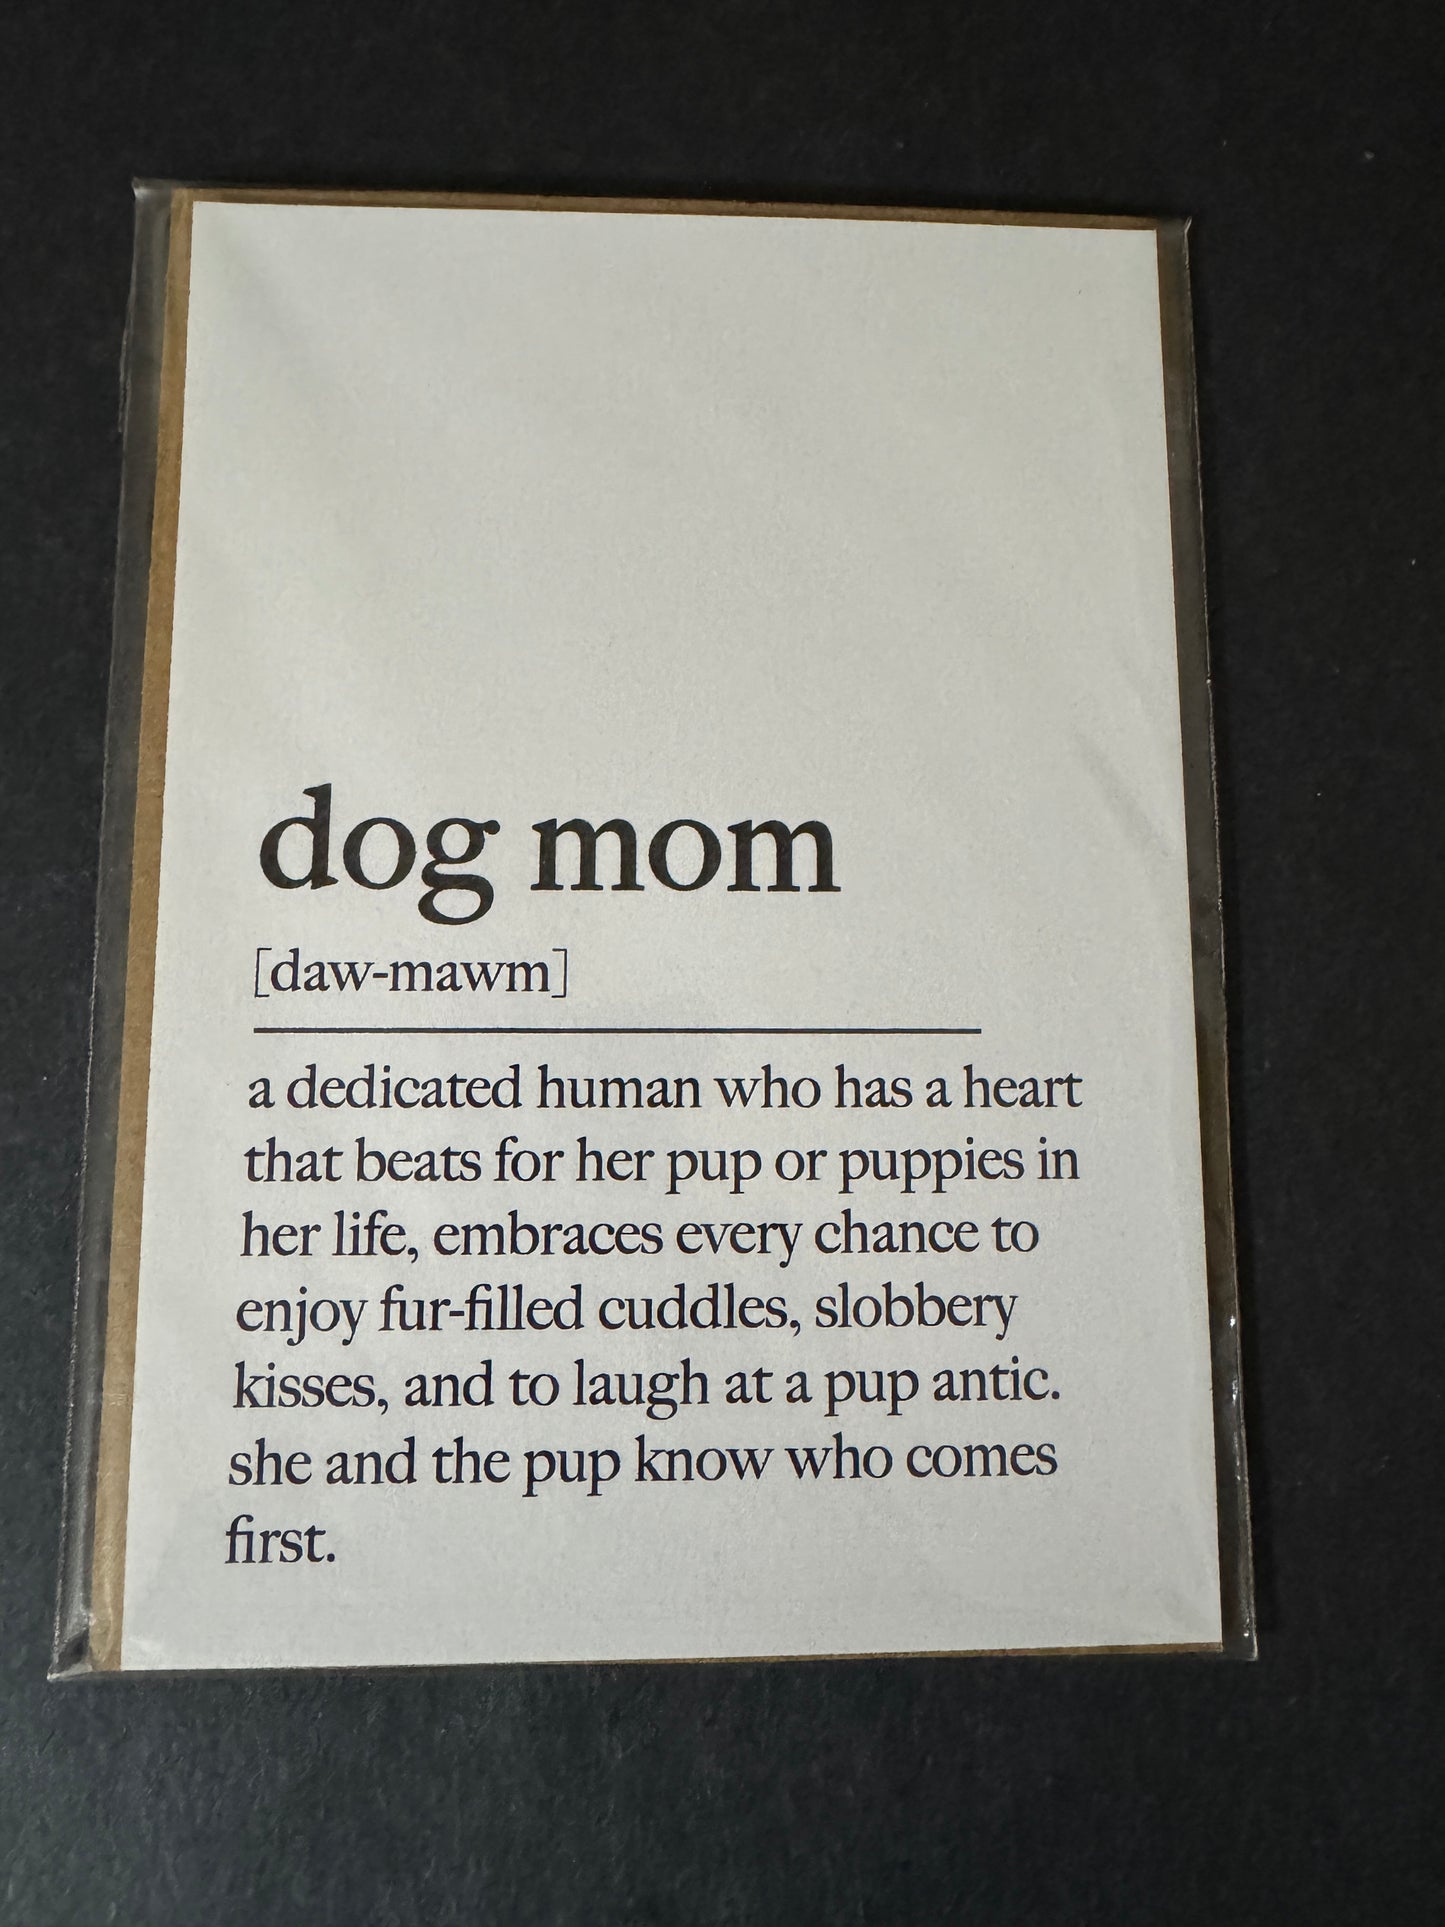 dog mom
[daw-mawm]
a dedicated human who has a heart
that beats for her pup or puppies in
her life, embraces every chance to
enjoy fur-filled cuddles, slobbery
kisses, and to laugh at a pup antic.
she and the pup know who comes
first.